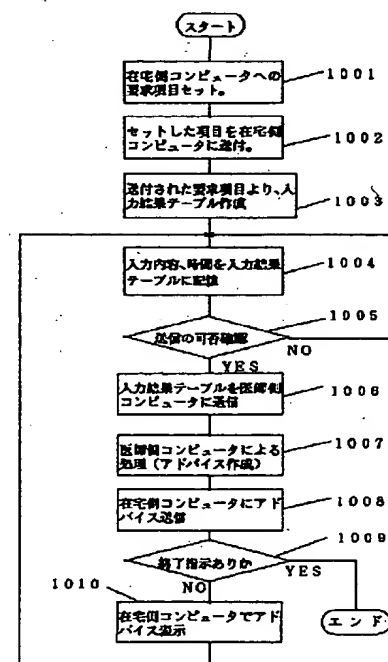 スタート
在宅側コンピュータへの
要求項目セット。
1001
セットした項目を在宅側
コンピュータに送付。
1002
送付された要求項目より、入
力結果テーブル作成
1003
入力内容、時間を入力結果
テーブルに記憶
1004
送信の可否確認
1005
NO
YES
入力結果テーブルを医師側
コンピュータに送信
1006
医師側コンピュータによる
処理（アドバイス作成）
1007
在宅側コンピュータにアド
バイス送信
1008
終了指示ありか
1009
YES
NO
1010
在宅側コンピュータでアド
バイス表示
エンド